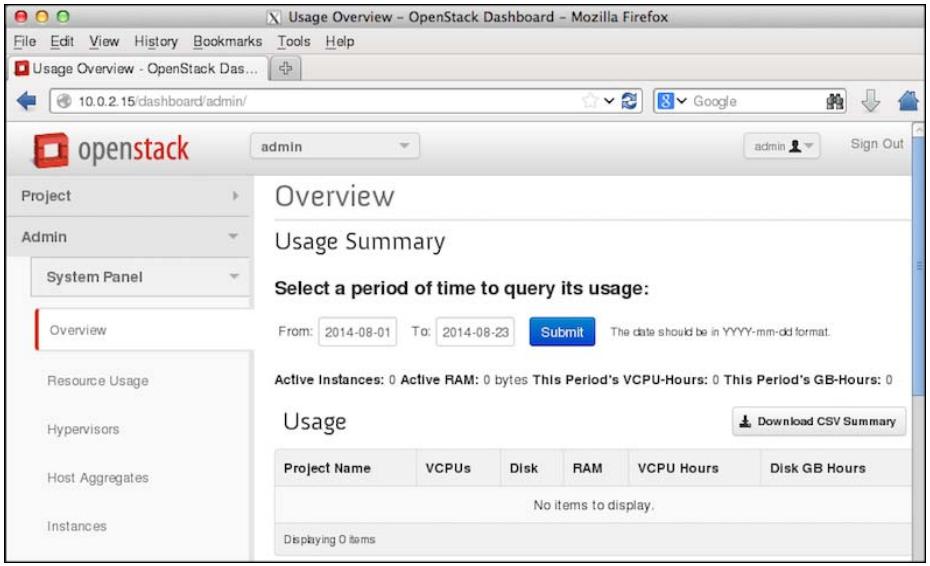 Usage Overview – OpenStack Dashboard – Mozilla Firefox
File Edit View History Bookmarks Tools Help
Usage Overview - OpenStack Das...
10.0.2.15/dashboard/admin/
Google
openstack
admin
admin
Sign Out
Project
Admin
System Panel
Overview
Resource Usage
Hypervisors
Host Aggregates
Instances
Overview
Usage Summary
Select a period of time to query its usage:
From: 2014-08-01 To: 2014-08-23 Submit The date should be in YYYY-mm-dd format.
Active Instances: 0 Active RAM: 0 bytes This Period's VCPU-Hours: 0 This Period's GB-Hours: 0
Usage
Download CSV Summary
Project Name VCPUs Disk RAM VCPU Hours Disk GB Hours
No items to display.
Displaying 0 items